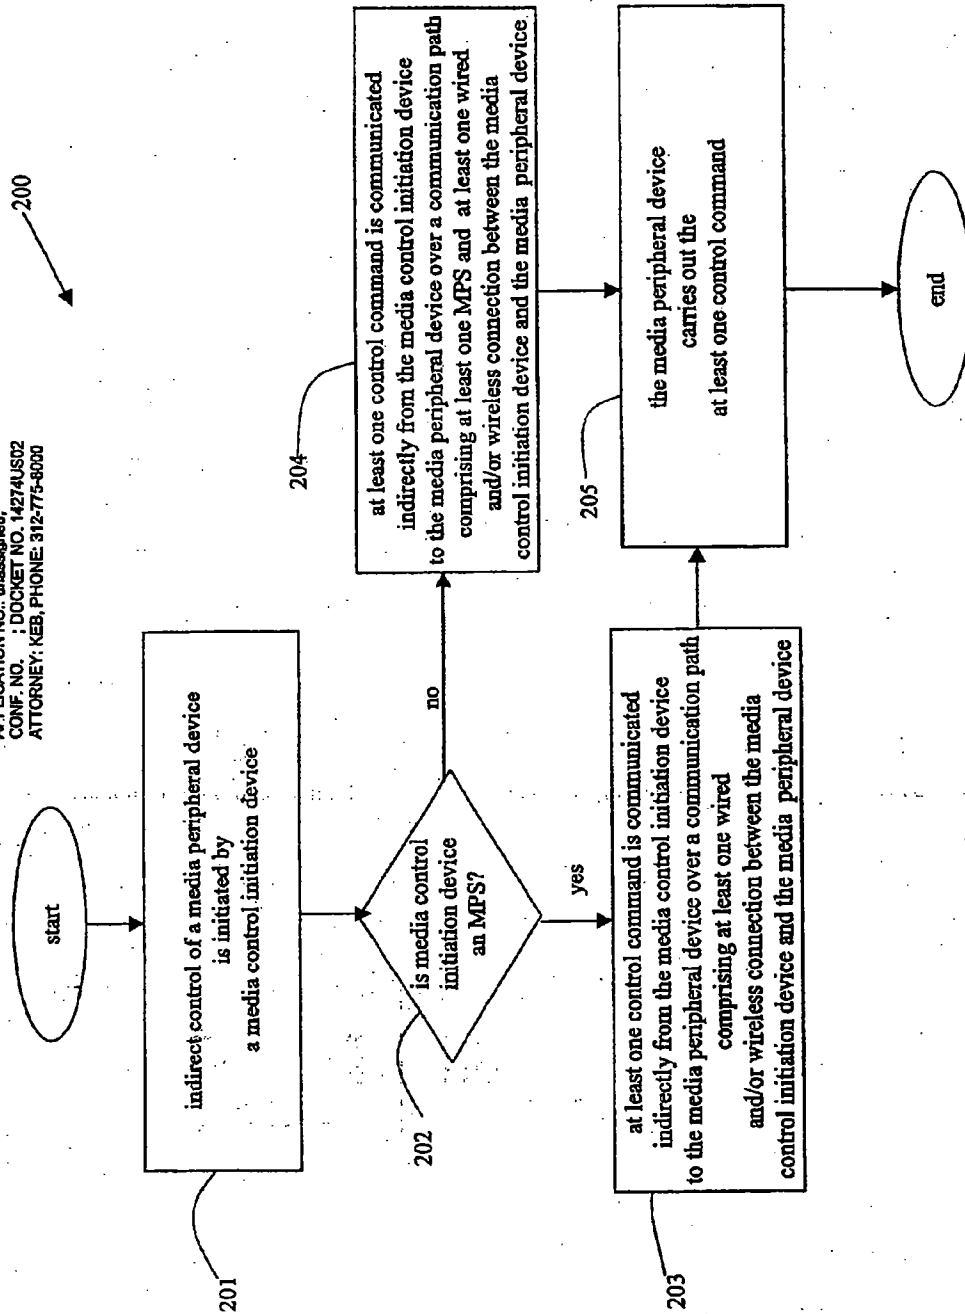 CONF. NO. : DOCKET NO. 14274US02
ATTORNEY: KEB, PHONE: 312-775-8000
200
start
indirect control of a media peripheral device
is initiated by
a media control initiation device
201
is media control
initiation device
an MPS?
202
no
yes
at least one control command is communicated
indirectly from the media control initiation device
to the media peripheral device over a communication path
comprising at least one wired
and/or wireless connection between the media
control initiation device and the media peripheral device
203
at least one control command is communicated
indirectly from the media control initiation device
to the media peripheral device over a communication path
comprising at least one MPS and at least one wired
and/or wireless connection between the media
control initiation device and the media peripheral device
204
the media peripheral device
carries out the
at least one control command
205
end